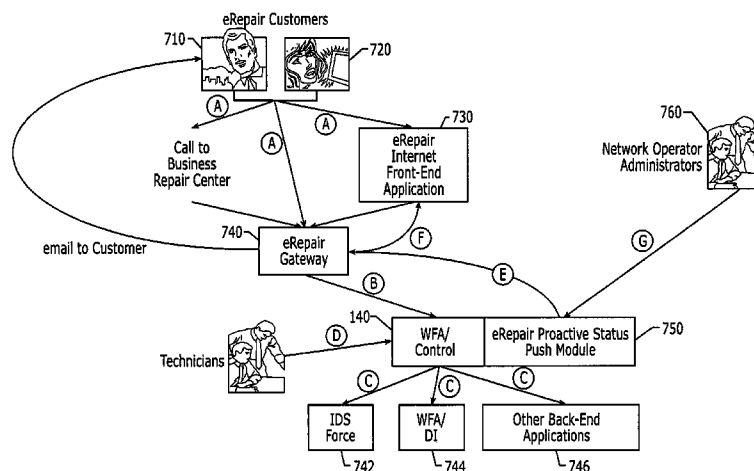 eRepair Customers
710
720
A
A
A
730
760
Call to
Business
Repair Center
eRepair
Internet
Front-End
Application
Network Operator
Administrators
740
eRepair
Gateway
F
G
email to Customer
B
E
140
WFA/
Control
eRepair Proactive Status
Push Module
750
Technicians
D
C
C
C
IDS
Force
WFA/
DI
Other Back-End
Applications
742
744
746